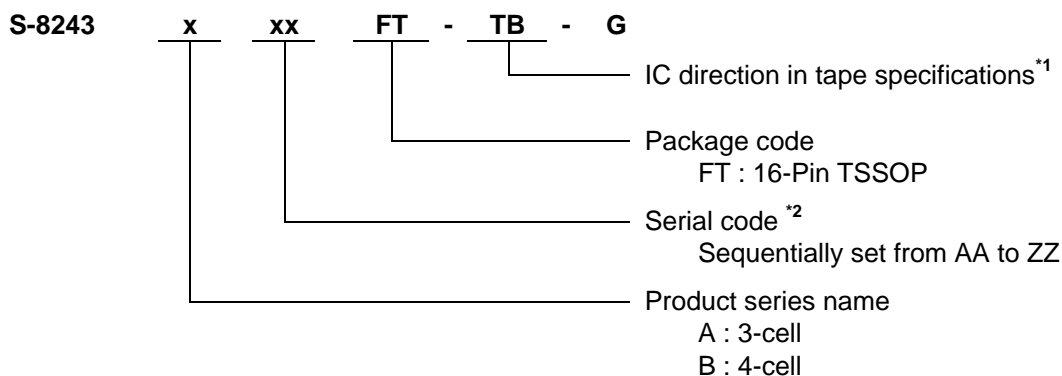 S-8243 x xx FT - TB - G
IC direction in tape specifications*1
Package code
FT : 16-Pin TSSOP
Serial code *2
Sequentially set from AA to ZZ
Product series name
A : 3-cell
B : 4-cell